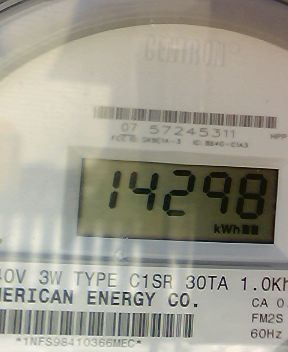 CENTRON®
07 57245311
HPP
14298
kWh
40V 3W TYPE C1SR 30TA 1.0Kh
MERICAN ENERGY CO.
CA 0.
FM2S
60Hz
*1NFS98410366MEC*